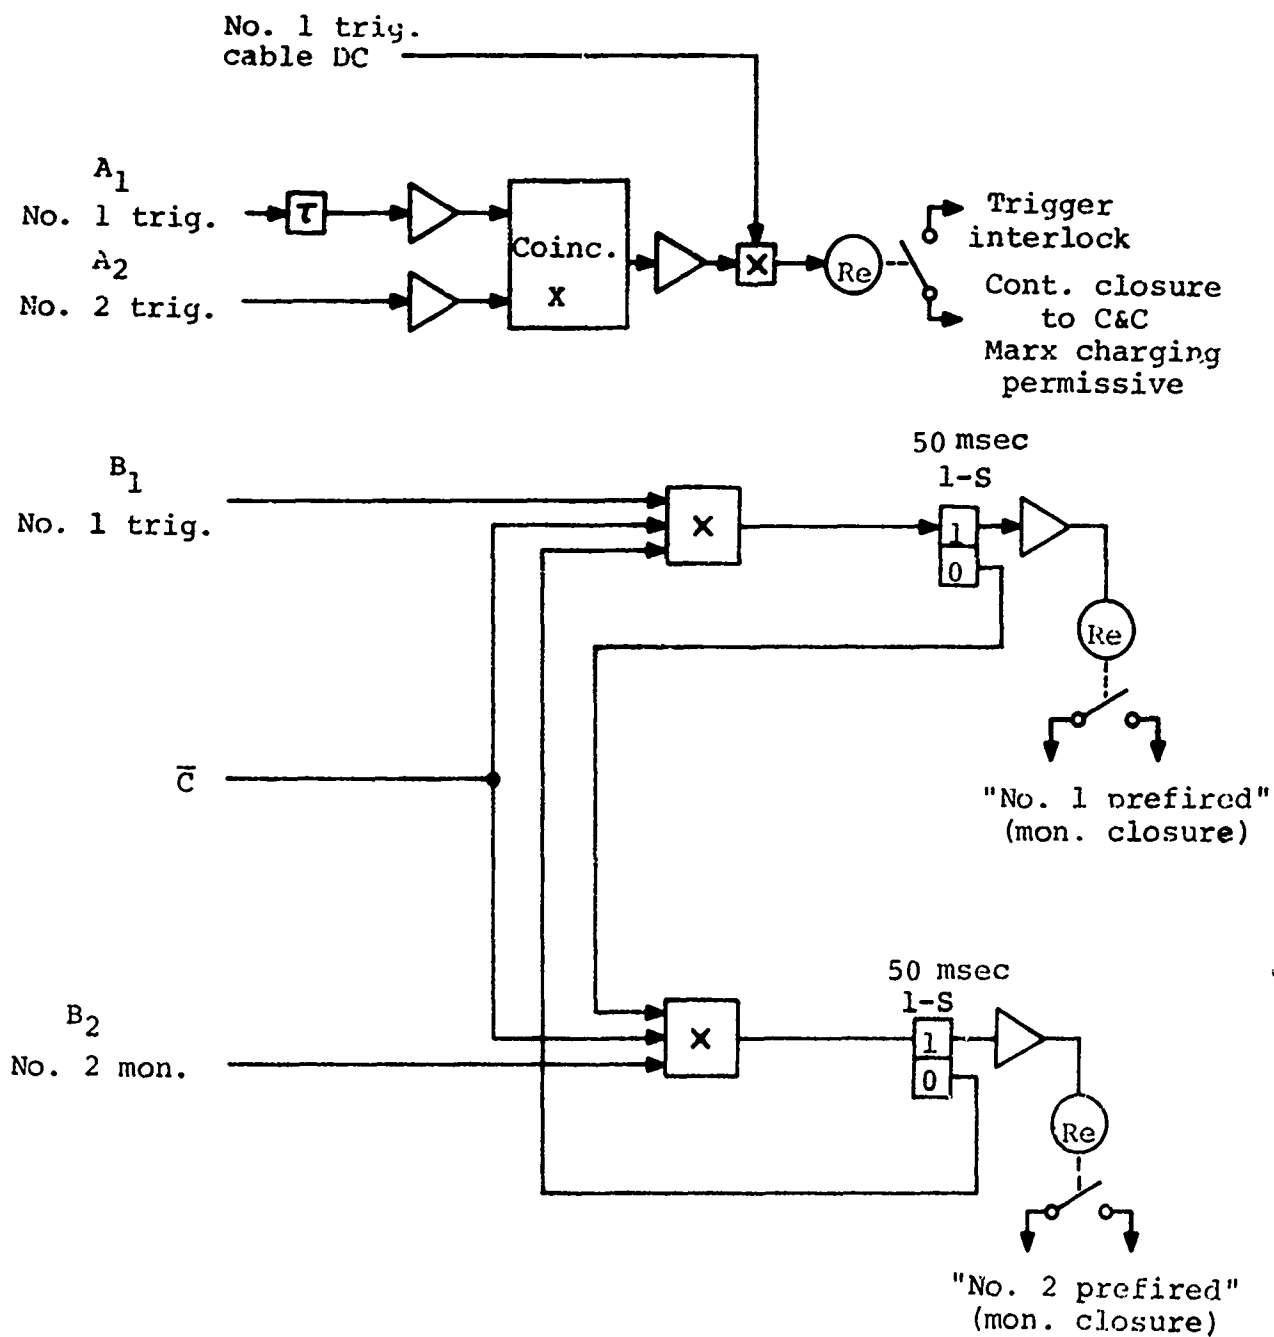 No. 1 trig.
cable DC
A1
No. 1 trig.
τ
A2
No. 2 trig.
Coinc.
X
X
Re
Trigger
interlock
Cont. closure
to C&C
Marx charging
permissive
50 msec
1-S
B1
No. 1 trig.
X
1
0
Re
C̅
"No. 1 prefired"
(mon. closure)
50 msec
1-S
B2
No. 2 mon.
X
1
0
Re
"No. 2 prefired"
(mon. closure)